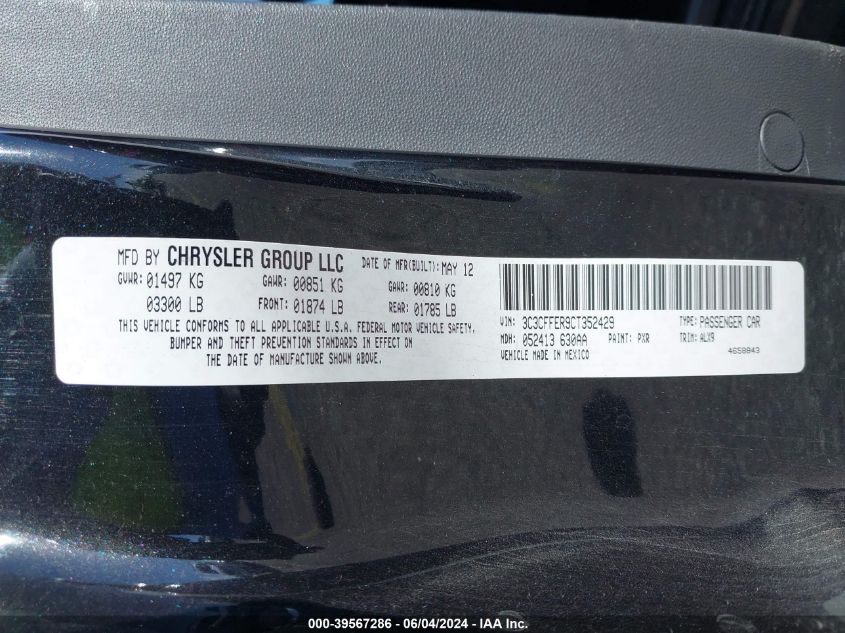 MFD BY CHRYSLER GROUP LLC
DATE OF MFR(BUILT): MAY 12
GVWR: 01497 KG
GAWR: 00851 KG
GAWR: 00810 KG
03300 LB
FRONT: 01874 LB
REAR: 01785 LB
THIS VEHICLE CONFORMS TO ALL APPLICABLE U.S.A. FEDERAL MOTOR VEHICLE SAFETY,
BUMPER AND THEFT PREVENTION STANDARDS IN EFFECT ON
THE DATE OF MANUFACTURE SHOWN ABOVE.
VIN: 3C3CFFER9CT352429
TYPE: PASSENGER CAR
MDH: 052413 630AA
PAINT: PXR
TRIM: ALX9
VEHICLE MADE IN MEXICO
4658843
000-39567286 - 06/04/2024 - IAA Inc.